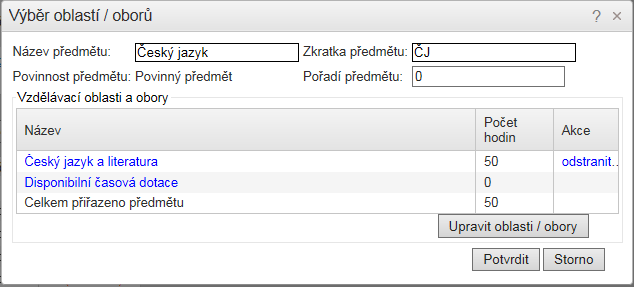 Výběr oblastí / oborů ? ×
Název předmětu: Český jazyk Zkratka předmětu: ČJ
Povinnost předmětu: Povinný předmět Pořadí předmětu: 0
Vzdělávací oblasti a obory
Název Počet hodin Akce
Český jazyk a literatura 50 odstranit..
Disponibilní časová dotace 0
Celkem přiřazeno předmětu 50
Upravit oblasti / obory
Potvrdit Storno